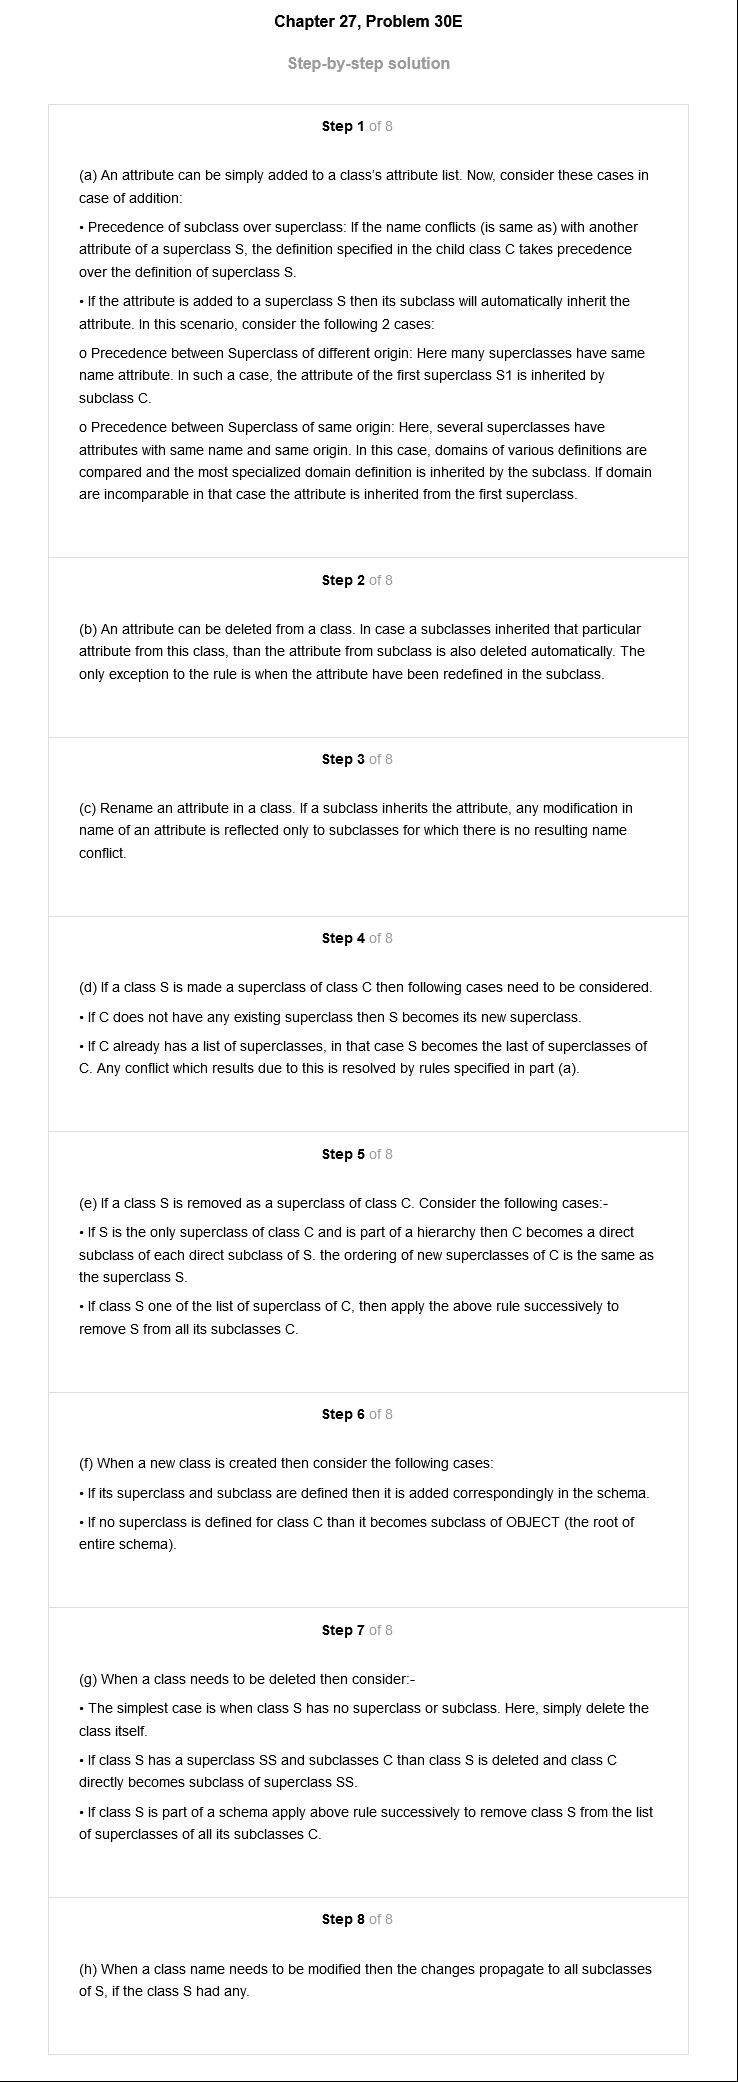 Chapter 27, Problem 30E
Step-by-step solution
Step 1 of 8
(a) An attribute can be simply added to a class's attribute list. Now, consider these cases in
case of addition:
• Precedence of subclass over superclass: If the name conflicts (is same as) with another
attribute of a superclass S, the definition specified in the child class C takes precedence
over the definition of superclass S.
• If the attribute is added to a superclass S then its subclass will automatically inherit the
attribute. In this scenario, consider the following 2 cases:
o Precedence between Superclass of different origin: Here many superclasses have same
name attribute. In such a case, the attribute of the first superclass S1 is inherited by
subclass C.
o Precedence between Superclass of same origin: Here, several superclasses have
attributes with same name and same origin. In this case, domains of various definitions are
compared and the most specialized domain definition is inherited by the subclass. If domain
are incomparable in that case the attribute is inherited from the first superclass.
Step 2 of 8
(b) An attribute can be deleted from a class. In case a subclasses inherited that particular
attribute from this class, than the attribute from subclass is also deleted automatically. The
only exception to the rule is when the attribute have been redefined in the subclass.
Step 3 of 8
(c) Rename an attribute in a class. If a subclass inherits the attribute, any modification in
name of an attribute is reflected only to subclasses for which there is no resulting name
conflict.
Step 4 of 8
(d) If a class S is made a superclass of class C then following cases need to be considered.
• If C does not have any existing superclass then S becomes its new superclass.
• If C already has a list of superclasses, in that case S becomes the last of superclasses of
C. Any conflict which results due to this is resolved by rules specified in part (a).
Step 5 of 8
(e) If a class S is removed as a superclass of class C. Consider the following cases:-
• If S is the only superclass of class C and is part of a hierarchy then C becomes a direct
subclass of each direct subclass of S. the ordering of new superclasses of C is the same as
the superclass S.
• If class S one of the list of superclass of C, then apply the above rule successively to
remove S from all its subclasses C.
Step 6 of 8
(f) When a new class is created then consider the following cases:
• If its superclass and subclass are defined then it is added correspondingly in the schema.
• If no superclass is defined for class C than it becomes subclass of OBJECT (the root of
entire schema).
Step 7 of 8
(g) When a class needs to be deleted then consider:-
• The simplest case is when class S has no superclass or subclass. Here, simply delete the
class itself.
• If class S has a superclass SS and subclasses C than class S is deleted and class C
directly becomes subclass of superclass SS.
• If class S is part of a schema apply above rule successively to remove class S from the list
of superclasses of all its subclasses C.
Step 8 of 8
(h) When a class name needs to be modified then the changes propagate to all subclasses
of S, if the class S had any.